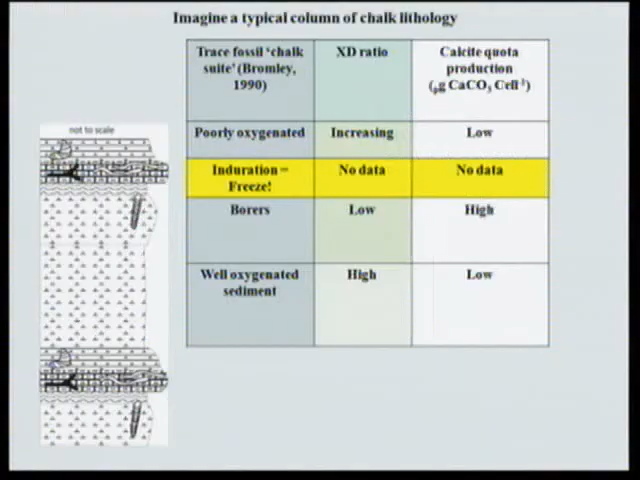 Imagine a typical column of chalk lithology
not to scale
Trace fossil ‘chalk
suite’ (Bromley,
1990)
XD ratio
Calcite quota
production
(ρg CaCO3 Cell-1)
Poorly oxygenated
Increasing
Low
Induration =
Freeze!
No data
No data
Borers
Low
High
Well oxygenated
sediment
High
Low